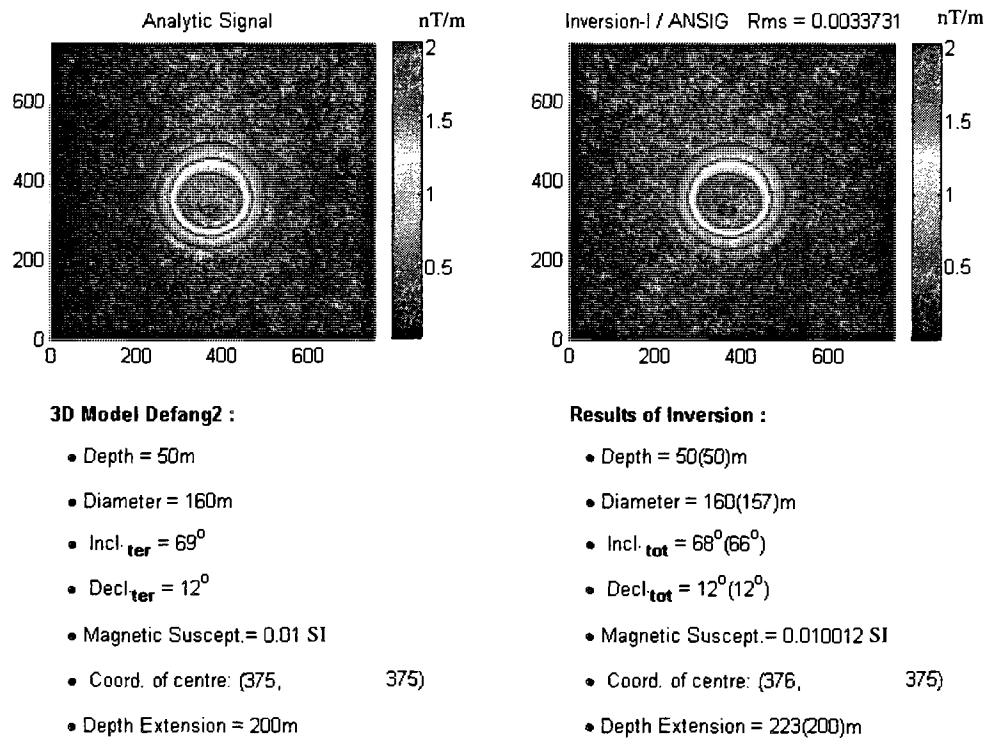 Analytic Signal
nT/m
2
1.5
1
0.5
600
400
200
0
0 200 400 600
Inversion-I / ANSIG Rms = 0.0033731
nT/m
2
1.5
1
0.5
600
400
200
0
0 200 400 600
3D Model Defang2 :
• Depth = 50m
• Diameter = 160m
• Incl.ter = 69°
• Decl.ter = 12°
• Magnetic Suscept.= 0.01 SI
• Coord. of centre: (375, 375)
• Depth Extension = 200m
Results of Inversion :
• Depth = 50(50)m
• Diameter = 160(157)m
• Incl.tot = 68°(66°)
• Decl.tot = 12°(12°)
• Magnetic Suscept.= 0.010012 SI
• Coord. of centre: (376, 375)
• Depth Extension = 223(200)m